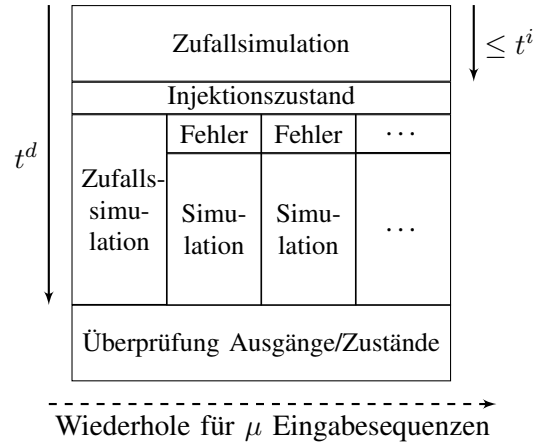 Zufallsimulation
≤ t^i
Injektionszustand
t^d
Zufalls-
simu-
lation
Fehler
Fehler
· · ·
Simu-
lation
Simu-
lation
· · ·
Überprüfung Ausgänge/Zustände
Wiederhole für μ Eingabesequenzen